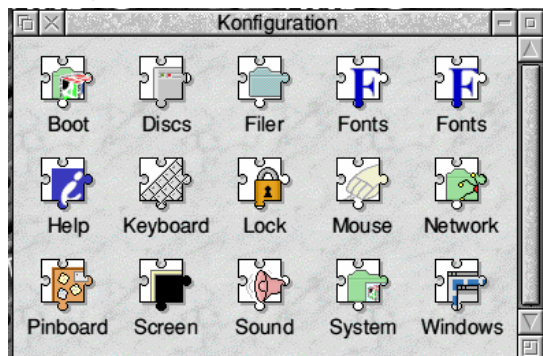 Konfiguration
Boot Discs Filer Fonts Fonts
Help Keyboard Lock Mouse Network
Pinboard Screen Sound System Windows